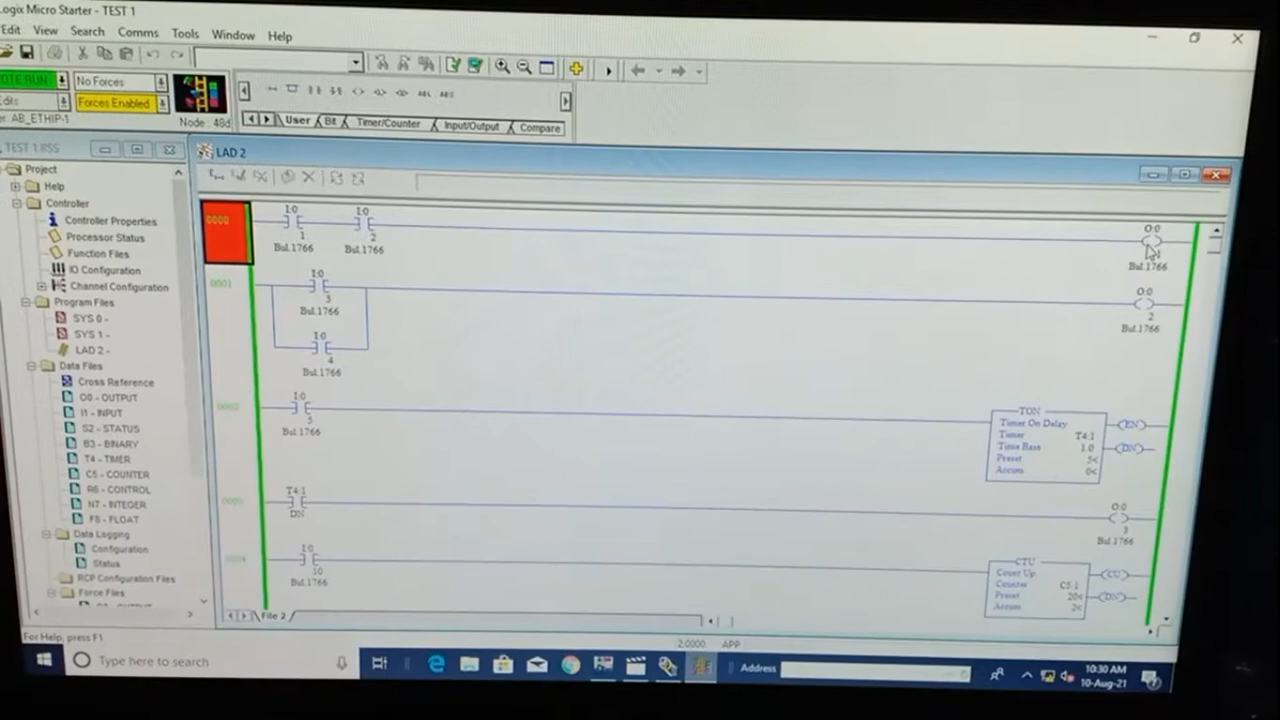 Logix Micro Starter - TEST 1
Edit View Search Comms Tools Window Help
OTE RUN No Forces
Edits Forces Enabled
AB_ETHIP-1 Node : 48d
User Bit Timer/Counter Input/Output Compare
TEST 1.RSS
LAD 2
Project
Help
Controller
Controller Properties
Processor Status
Function Files
IO Configuration
Channel Configuration
Program Files
SYS 0 -
SYS 1 -
LAD 2 -
Data Files
Cross Reference
O0 - OUTPUT
I1 - INPUT
S2 - STATUS
B3 - BINARY
T4 - TIMER
C5 - COUNTER
R6 - CONTROL
N7 - INTEGER
F8 - FLOAT
Data Logging
Configuration
Status
RCP Configuration Files
Force Files
0000
I:0 I:0 O:0
1 2
Bul.1766 Bul.1766 Bul.1766
0001
I:0 O:0
3 2
Bul.1766 Bul.1766
I:0
4
Bul.1766
0002
I:0
5
Bul.1766
TON
Timer On Delay
Timer T4:1
Time Base 1.0
Preset 5<
Accum 0<
EN
DN
0003
T4:1 O:0
DN 3
Bul.1766
0004
I:0
10
Bul.1766
CTU
Count Up
Counter C5:1
Preset 20<
Accum 2<
CU
DN
File 2
For Help, press F1
2:0000 APP
Type here to search
Address
10:30 AM
10-Aug-21